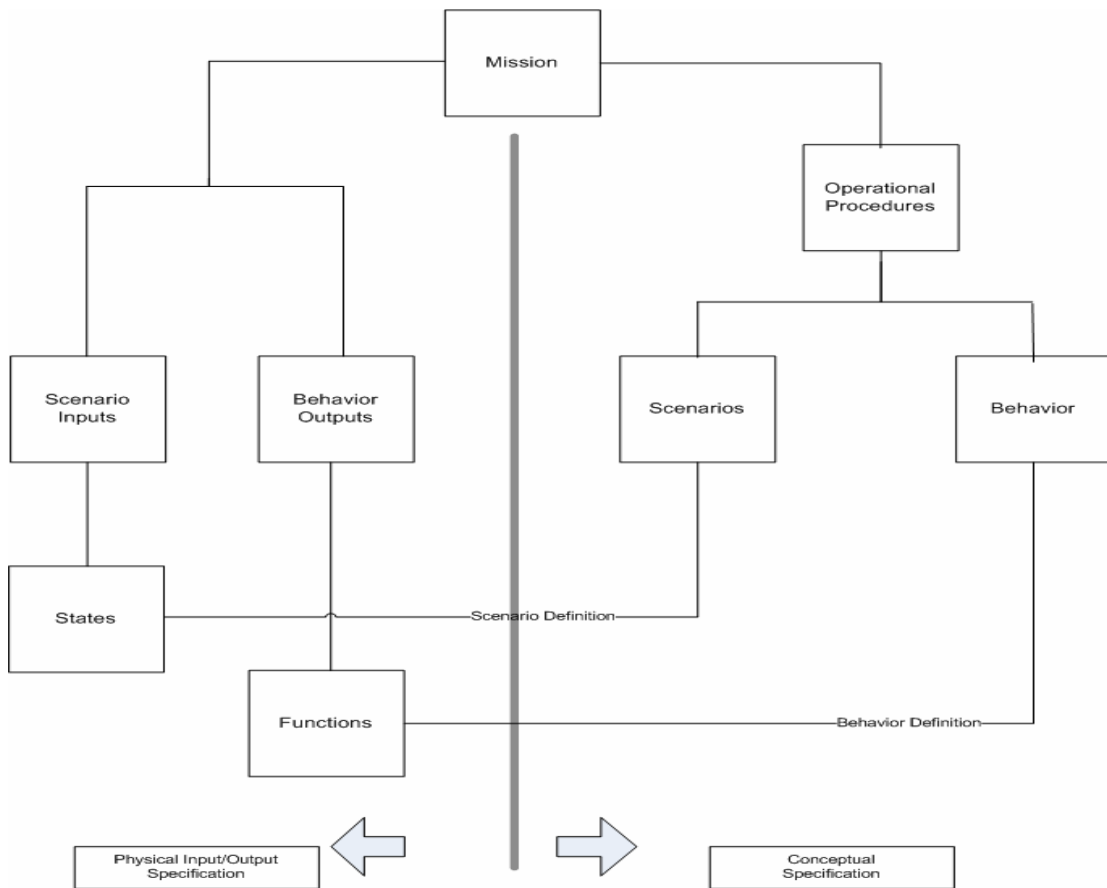 Mission
Operational
Procedures
Scenario
Inputs
Behavior
Outputs
Scenarios
Behavior
States
Scenario Definition
Functions
Behavior Definition
Physical Input/Output
Specification
Conceptual
Specification